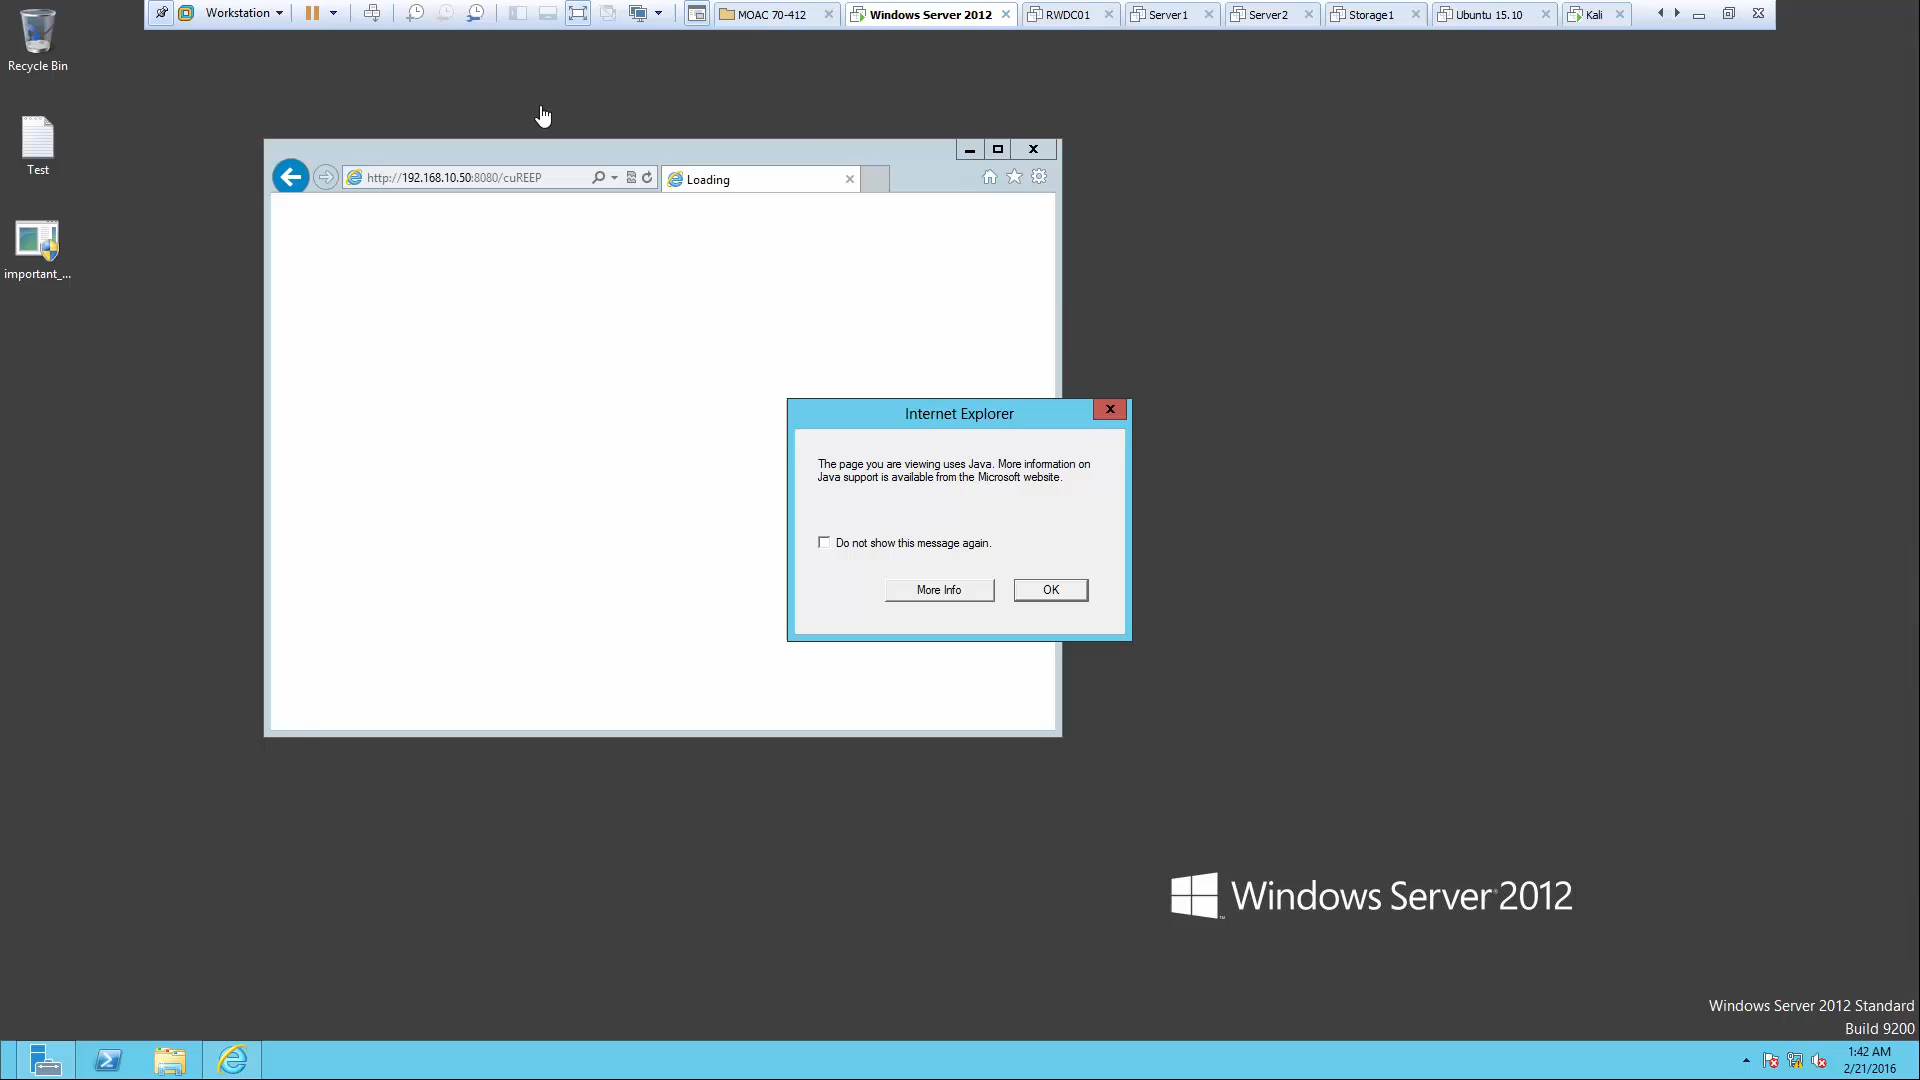 Workstation
MOAC 70-412
Windows Server 2012
RWDC01
Server1
Server2
Storage1
Ubuntu 15.10
Kali
Recycle Bin
Test
important_...
http://192.168.10.50:8080/cuREEP
Loading
Internet Explorer
The page you are viewing uses Java. More information on
Java support is available from the Microsoft website.
Do not show this message again.
More Info
OK
Windows Server 2012
Windows Server 2012 Standard
Build 9200
1:42 AM
2/21/2016